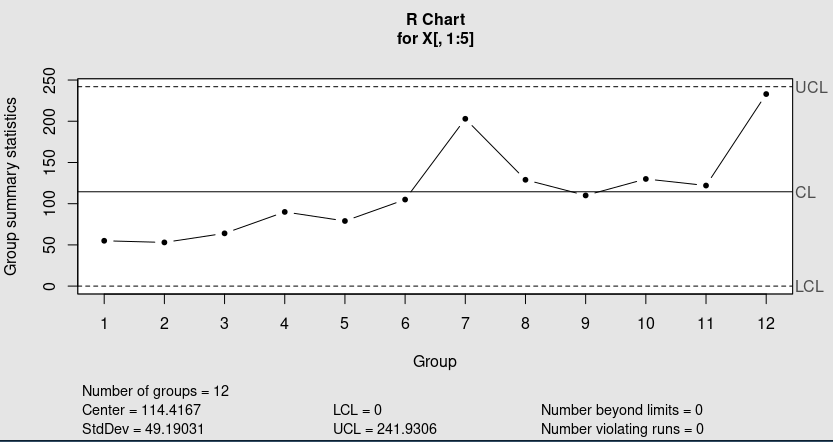 R Chart
for X[, 1:5]
Group summary statistics
250
200
150
100
50
0
UCL
CL
LCL
1 2 3 4 5 6 7 8 9 10 11 12
Group
Number of groups = 12
Center = 114.4167 LCL = 0 Number beyond limits = 0
StdDev = 49.19031 UCL = 241.9306 Number violating runs = 0